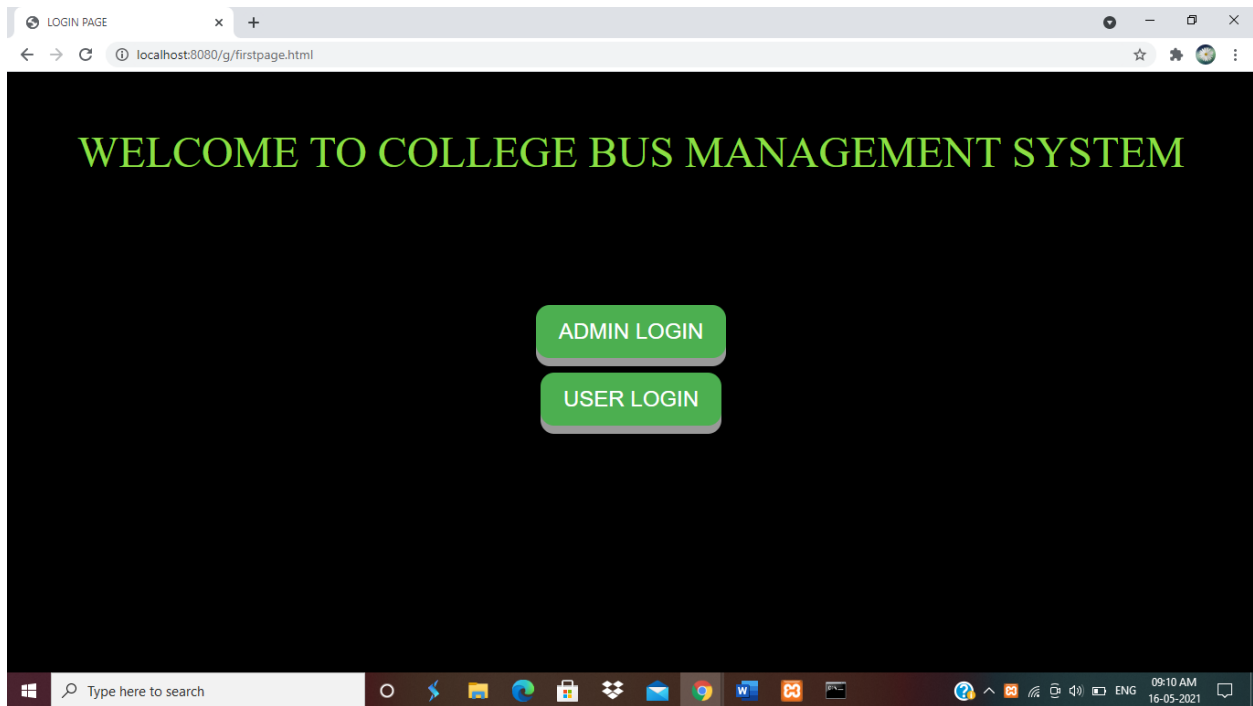 LOGIN PAGE
localhost:8080/g/firstpage.html
WELCOME TO COLLEGE BUS MANAGEMENT SYSTEM
ADMIN LOGIN
USER LOGIN
Type here to search
ENG
09:10 AM
16-05-2021